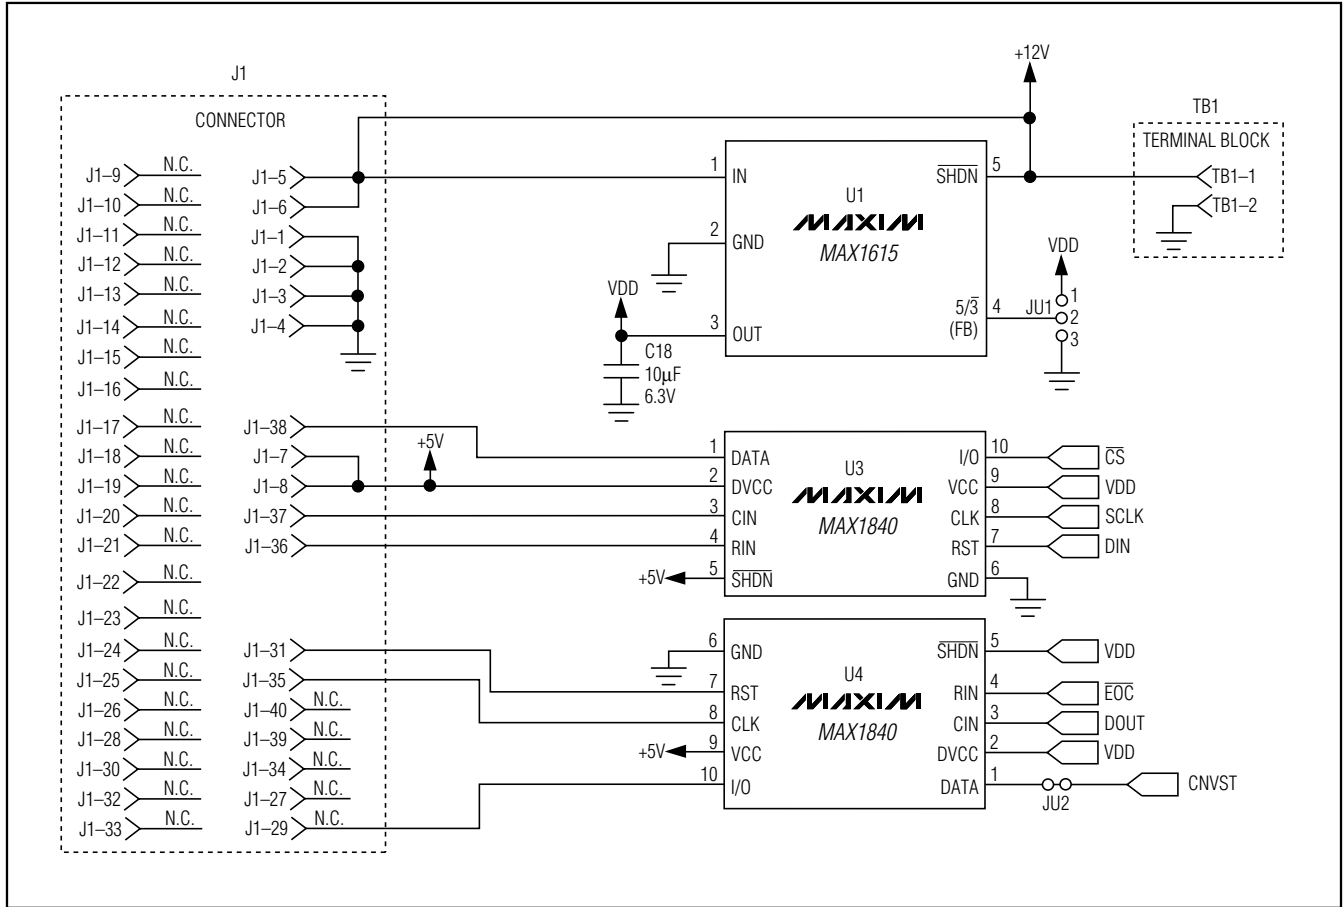 +12V
J1
TB1
CONNECTOR
TERMINAL BLOCK
J1–9 N.C.
J1–10 N.C.
J1–11 N.C.
J1–12 N.C.
J1–13 N.C.
J1–14 N.C.
J1–15 N.C.
J1–16 N.C.
J1–17 N.C.
J1–18 N.C.
J1–19 N.C.
J1–20 N.C.
J1–21 N.C.
J1–22 N.C.
J1–23 N.C.
J1–24 N.C.
J1–25 N.C.
J1–26 N.C.
J1–28 N.C.
J1–30 N.C.
J1–32 N.C.
J1–33 N.C.
J1–5
J1–6
J1–1
J1–2
J1–3
J1–4
J1–38
J1–7
J1–8
J1–37
J1–36
J1–31
J1–35
J1–40 N.C.
J1–39 N.C.
J1–34 N.C.
J1–27 N.C.
J1–29 N.C.
+5V
1 IN
2 GND
3 OUT
U1
MAXIM
MAX1615
SHDN 5
5/3 4
(FB)
VDD
C18
10µF
6.3V
TB1–1
TB1–2
VDD
JU1
1
2
3
1 DATA
2 DVCC
3 CIN
4 RIN
+5V 5 SHDN
U3
MAXIM
MAX1840
I/O 10 CS
VCC 9 VDD
CLK 8 SCLK
RST 7 DIN
GND 6
6 GND
7 RST
8 CLK
+5V 9 VCC
10 I/O
U4
MAXIM
MAX1840
SHDN 5 VDD
RIN 4 EOC
CIN 3 DOUT
DVCC 2 VDD
DATA 1 CNVST
JU2